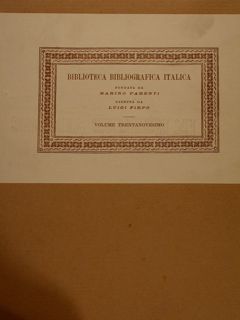 BIBLIOTECA BIBLIOGRAFICA ITALICA
FONDATA DA
MARINO PARENTI
DIRETTA DA
LUIGI FIRPO
VOLUME TRENTANOVESIMO